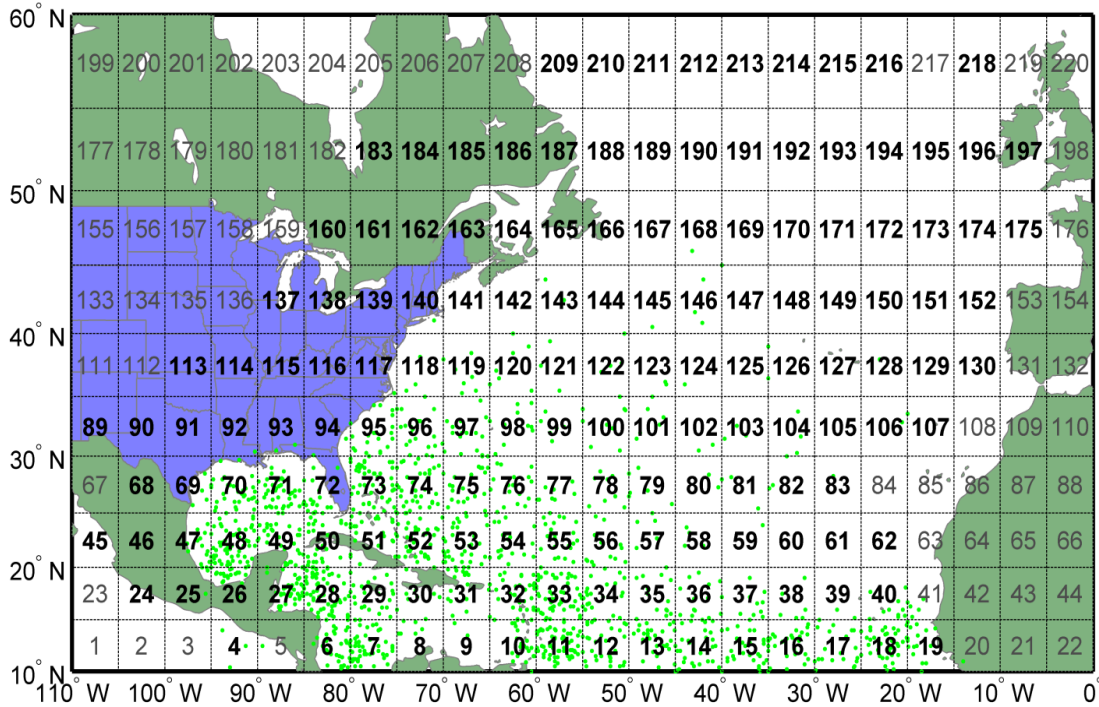 60° N
199 200 201 202 203 204 205 206 207 208 209 210 211 212 213 214 215 216 217 218 219 220
177 178 179 180 181 182 183 184 185 186 187 188 189 190 191 192 193 194 195 196 197 198
50° N
155 156 157 158 159 160 161 162 163 164 165 166 167 168 169 170 171 172 173 174 175 176
133 134 135 136 137 138 139 140 141 142 143 144 145 146 147 148 149 150 151 152 153 154
40° N
111 112 113 114 115 116 117 118 119 120 121 122 123 124 125 126 127 128 129 130 131 132
89 90 91 92 93 94 95 96 97 98 99 100 101 102 103 104 105 106 107 108 109 110
30° N
67 68 69 70 71 72 73 74 75 76 77 78 79 80 81 82 83 84 85 86 87 88
45 46 47 48 49 50 51 52 53 54 55 56 57 58 59 60 61 62 63 64 65 66
20° N
23 24 25 26 27 28 29 30 31 32 33 34 35 36 37 38 39 40 41 42 43 44
1 2 3 4 5 6 7 8 9 10 11 12 13 14 15 16 17 18 19 20 21 22
10° N
110° W 100° W 90° W 80° W 70° W 60° W 50° W 40° W 30° W 20° W 10° W 0°